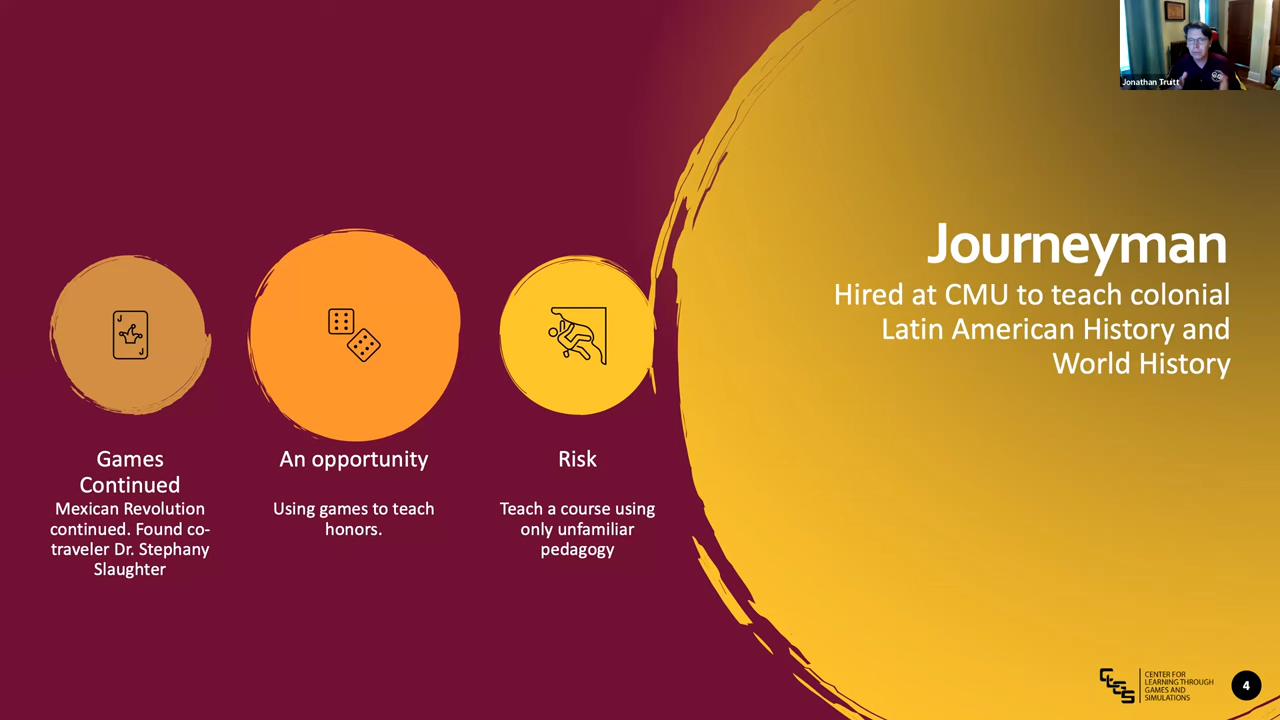 Jonathan Truitt
Journeyman
Hired at CMU to teach colonial
Latin American History and
World History
J
J
Games
Continued
Mexican Revolution
continued. Found co-
traveler Dr. Stephany
Slaughter
An opportunity
Using games to teach
honors.
Risk
Teach a course using
only unfamiliar
pedagogy
CLGS
CENTER FOR
LEARNING THROUGH
GAMES AND
SIMULATIONS
4